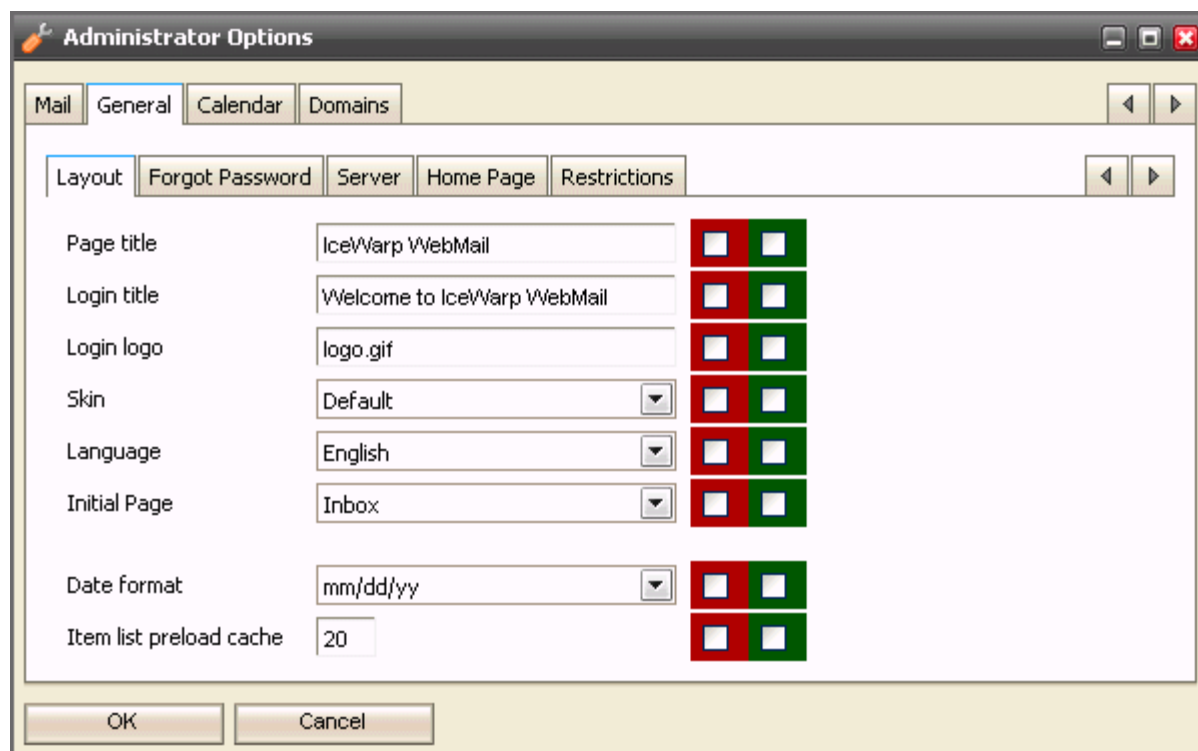 Administrator Options
Mail General Calendar Domains
Layout Forgot Password Server Home Page Restrictions
Page title IceWarp WebMail
Login title Welcome to IceWarp WebMail
Login logo logo.gif
Skin Default
Language English
Initial Page Inbox
Date format mm/dd/yy
Item list preload cache 20
OK Cancel